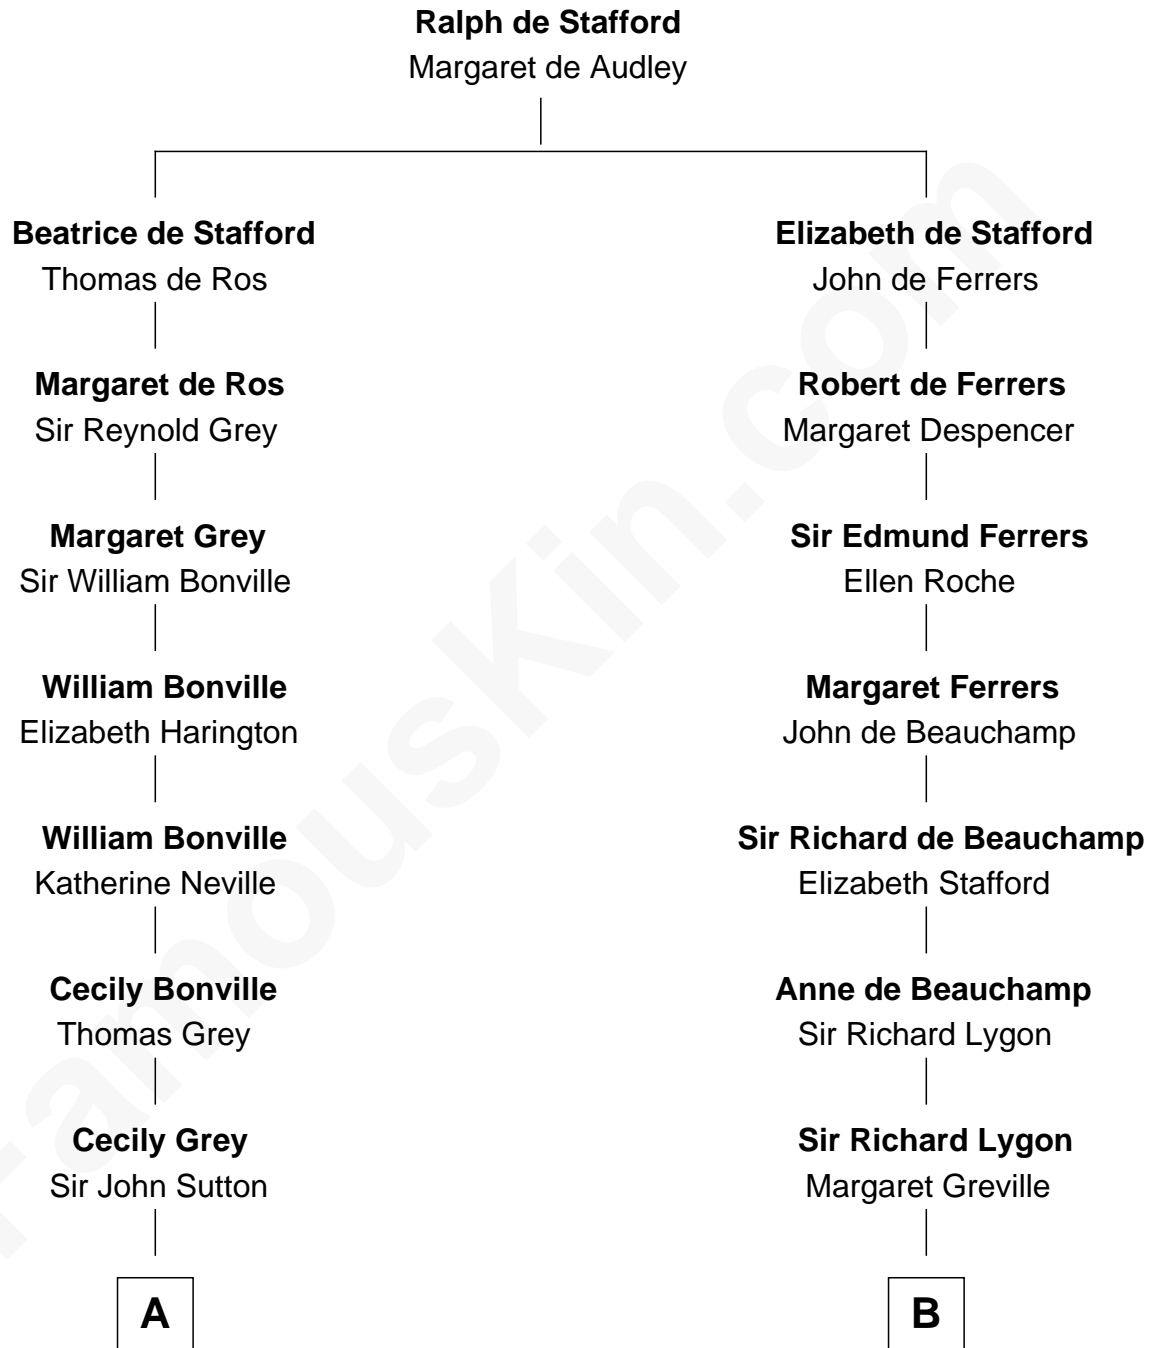 Ralph de Stafford
Margaret de Audley
Beatrice de Stafford
Thomas de Ros
Margaret de Ros
Sir Reynold Grey
Margaret Grey
Sir William Bonville
William Bonville
Elizabeth Harington
William Bonville
Katherine Neville
Cecily Bonville
Thomas Grey
Cecily Grey
Sir John Sutton
A
Elizabeth de Stafford
John de Ferrers
Robert de Ferrers
Margaret Despencer
Sir Edmund Ferrers
Ellen Roche
Margaret Ferrers
John de Beauchamp
Sir Richard de Beauchamp
Elizabeth Stafford
Anne de Beauchamp
Sir Richard Lygon
Sir Richard Lygon
Margaret Greville
B
FamousKin.com